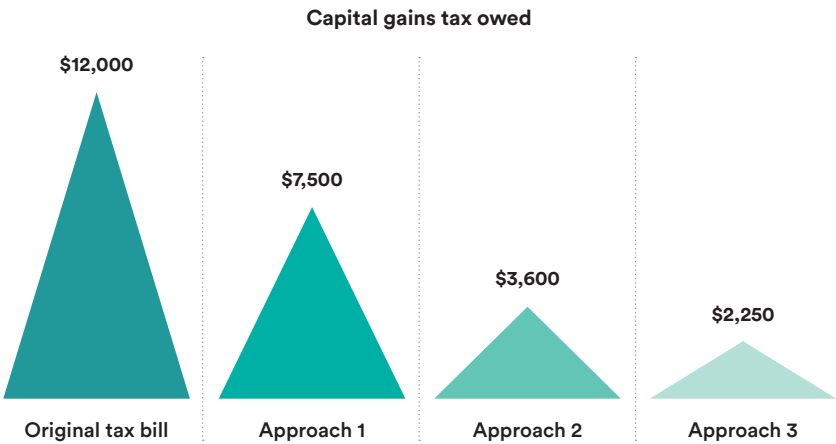 Capital gains tax owed
$12,000
$7,500
$3,600
$2,250
Original tax bill
Approach 1
Approach 2
Approach 3